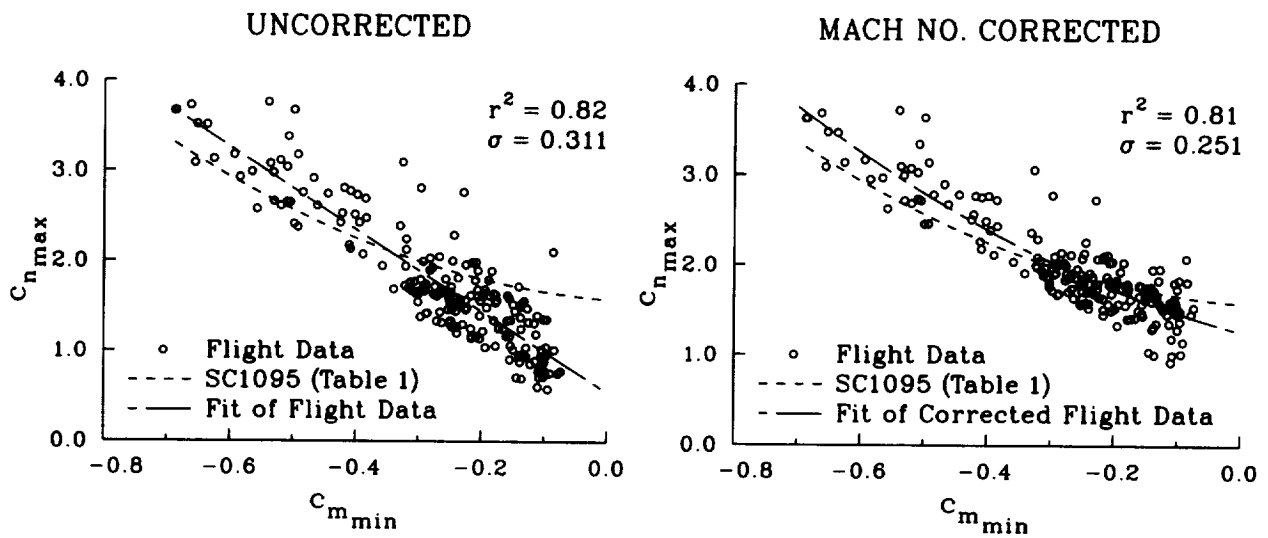 UNCORRECTED
4.0
3.0
2.0
1.0
0.0
c_n_max
r² = 0.82
σ = 0.311
Flight Data
SC1095 (Table 1)
Fit of Flight Data
−0.8 −0.6 −0.4 −0.2 0.0
c_m_min
MACH NO. CORRECTED
4.0
3.0
2.0
1.0
0.0
c_n_max
r² = 0.81
σ = 0.251
Flight Data
SC1095 (Table 1)
Fit of Corrected Flight Data
−0.8 −0.6 −0.4 −0.2 0.0
c_m_min